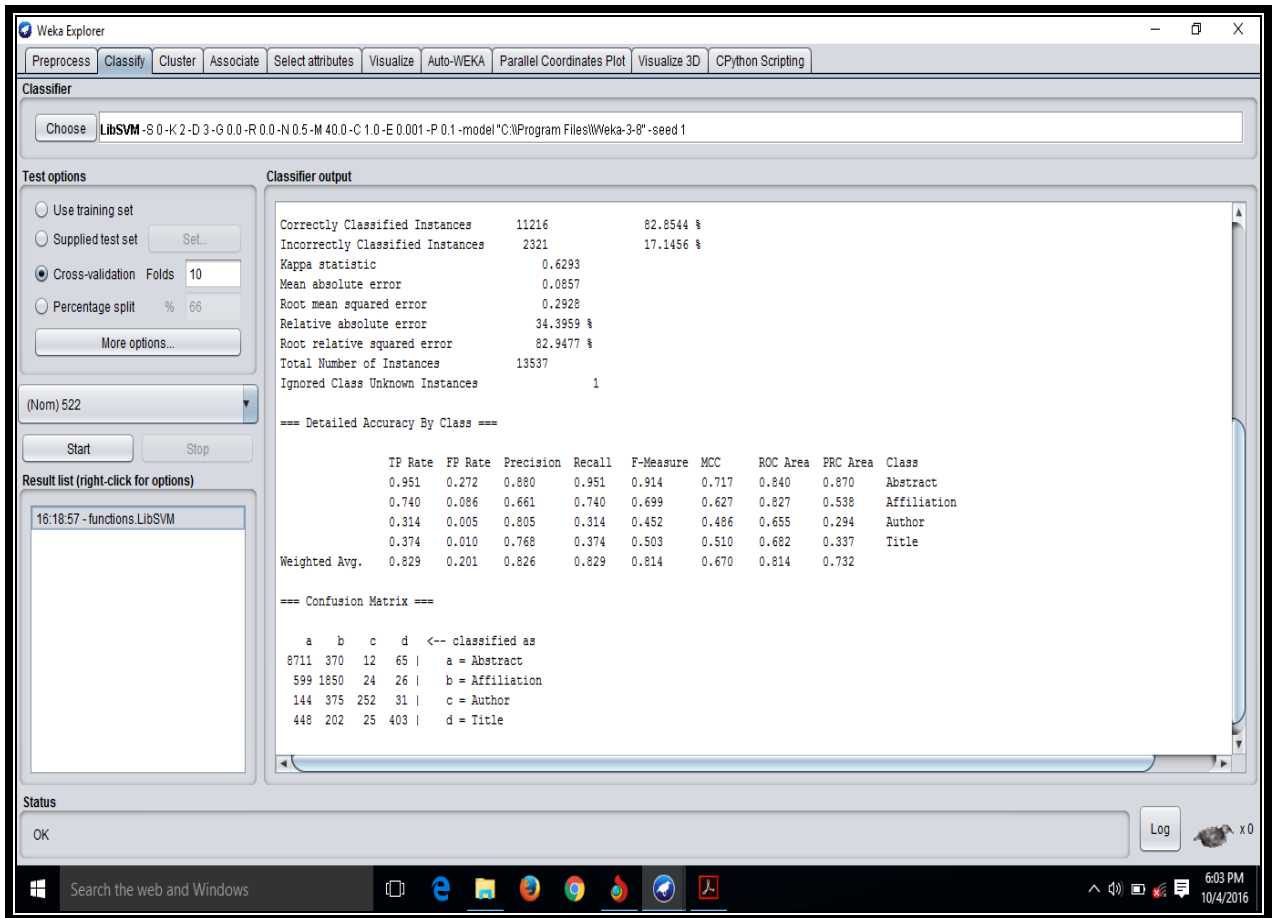 Weka Explorer
Preprocess Classify Cluster Associate Select attributes Visualize Auto-WEKA Parallel Coordinates Plot Visualize 3D CPython Scripting
Classifier
Choose LibSVM -S 0 -K 2 -D 3 -G 0.0 -R 0.0 -N 0.5 -M 40.0 -C 1.0 -E 0.001 -P 0.1 -model "C:\\Program Files\\Weka-3-8" -seed 1
Test options
Use training set
Supplied test set Set...
Cross-validation Folds 10
Percentage split % 66
More options...
(Nom) 522
Start Stop
Result list (right-click for options)
16:18:57 - functions.LibSVM
Classifier output
Correctly Classified Instances 11216 82.8544 %
Incorrectly Classified Instances 2321 17.1456 %
Kappa statistic 0.6293
Mean absolute error 0.0857
Root mean squared error 0.2928
Relative absolute error 34.3959 %
Root relative squared error 82.9477 %
Total Number of Instances 13537
Ignored Class Unknown Instances 1
=== Detailed Accuracy By Class ===
TP Rate FP Rate Precision Recall F-Measure MCC ROC Area PRC Area Class
0.951 0.272 0.880 0.951 0.914 0.717 0.840 0.870 Abstract
0.740 0.086 0.661 0.740 0.699 0.627 0.827 0.538 Affiliation
0.314 0.005 0.805 0.314 0.452 0.486 0.655 0.294 Author
0.374 0.010 0.768 0.374 0.503 0.510 0.682 0.337 Title
Weighted Avg. 0.829 0.201 0.826 0.829 0.814 0.670 0.814 0.732
=== Confusion Matrix ===
a b c d <-- classified as
8711 370 12 65 | a = Abstract
599 1850 24 26 | b = Affiliation
144 375 252 31 | c = Author
448 202 25 403 | d = Title
Status
OK
Log x 0
Search the web and Windows
6:03 PM
10/4/2016